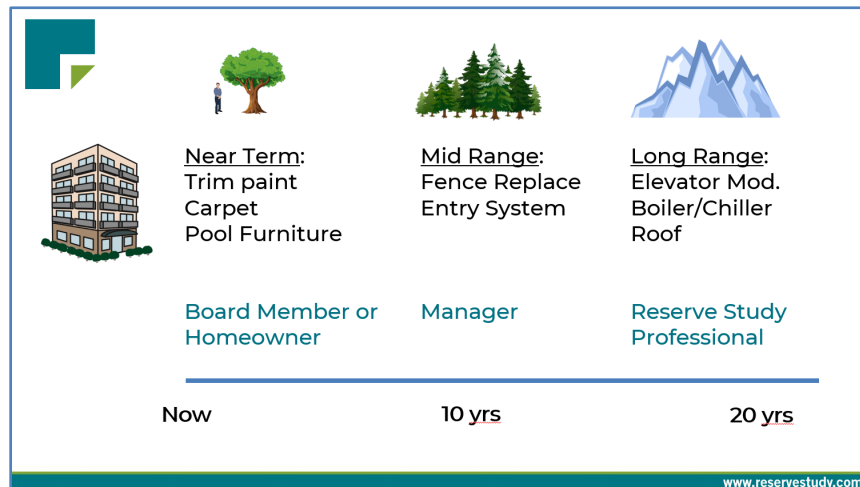 Near Term:
Trim paint
Carpet
Pool Furniture
Mid Range:
Fence Replace
Entry System
Long Range:
Elevator Mod.
Boiler/Chiller
Roof
Board Member or
Homeowner
Manager
Reserve Study
Professional
Now
10 yrs
20 yrs
www.reservestudy.com